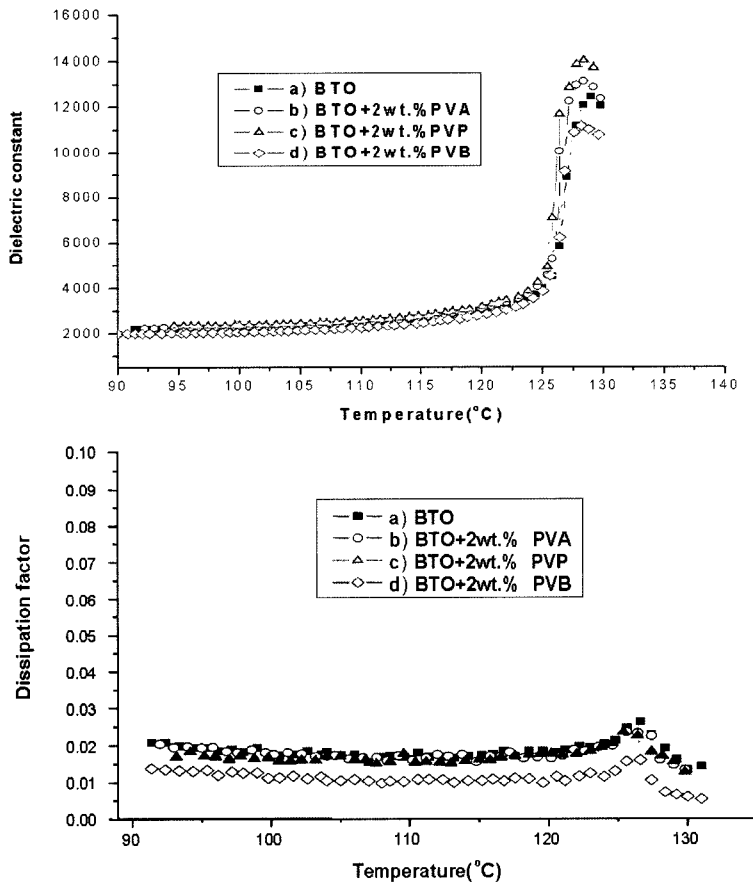 16000
14000
12000
10000
8000
6000
4000
2000
Dielectric constant
a) BTO
b) BTO+2wt.%PVA
c) BTO+2wt.%PVP
d) BTO+2wt.%PVB
90 95 100 105 110 115 120 125 130 135 140
Temperature(°C)
0.10
0.09
0.08
0.07
0.06
0.05
0.04
0.03
0.02
0.01
0.00
Dissipation factor
a) BTO
b) BTO+2wt.% PVA
c) BTO+2wt.% PVP
d) BTO+2wt.% PVB
90 100 110 120 130
Temperature(°C)